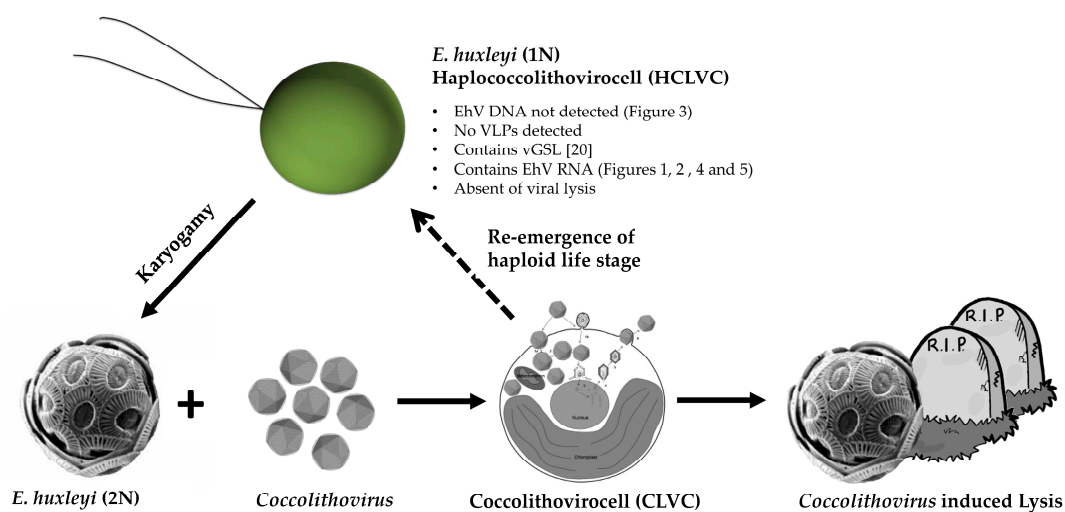 E. huxleyi (1N)
Haplococcolithovirocell (HCLVC)
• EhV DNA not detected (Figure 3)
• No VLPs detected
• Contains vGSL [20]
• Contains EhV RNA (Figures 1, 2 , 4 and 5)
• Absent of viral lysis
Karyogamy
Re-emergence of
haploid life stage
R.I.P.
R.I.P.
Nucleus
Chloroplast
E. huxleyi (2N)
+
Coccolithovirus
Coccolithovirocell (CLVC)
Coccolithovirus induced Lysis